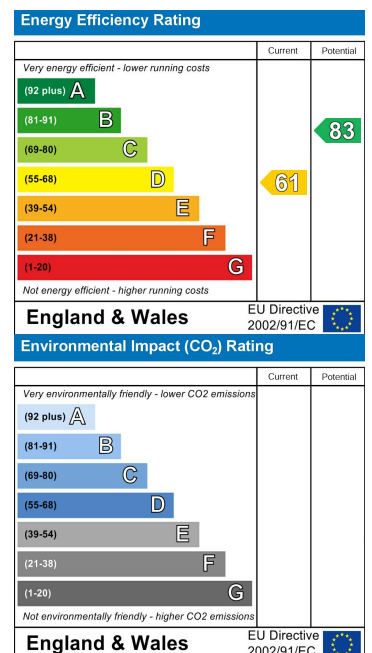 Energy Efficiency Rating
Current Potential
Very energy efficient - lower running costs
(92 plus) A
(81-91) B
83
(69-80) C
(55-68) D
61
(39-54) E
(21-38) F
(1-20) G
Not energy efficient - higher running costs
England & Wales
EU Directive
2002/91/EC
Environmental Impact (CO₂) Rating
Current Potential
Very environmentally friendly - lower CO2 emissions
(92 plus) A
(81-91) B
(69-80) C
(55-68) D
(39-54) E
(21-38) F
(1-20) G
Not environmentally friendly - higher CO2 emissions
England & Wales
EU Directive
2002/91/EC